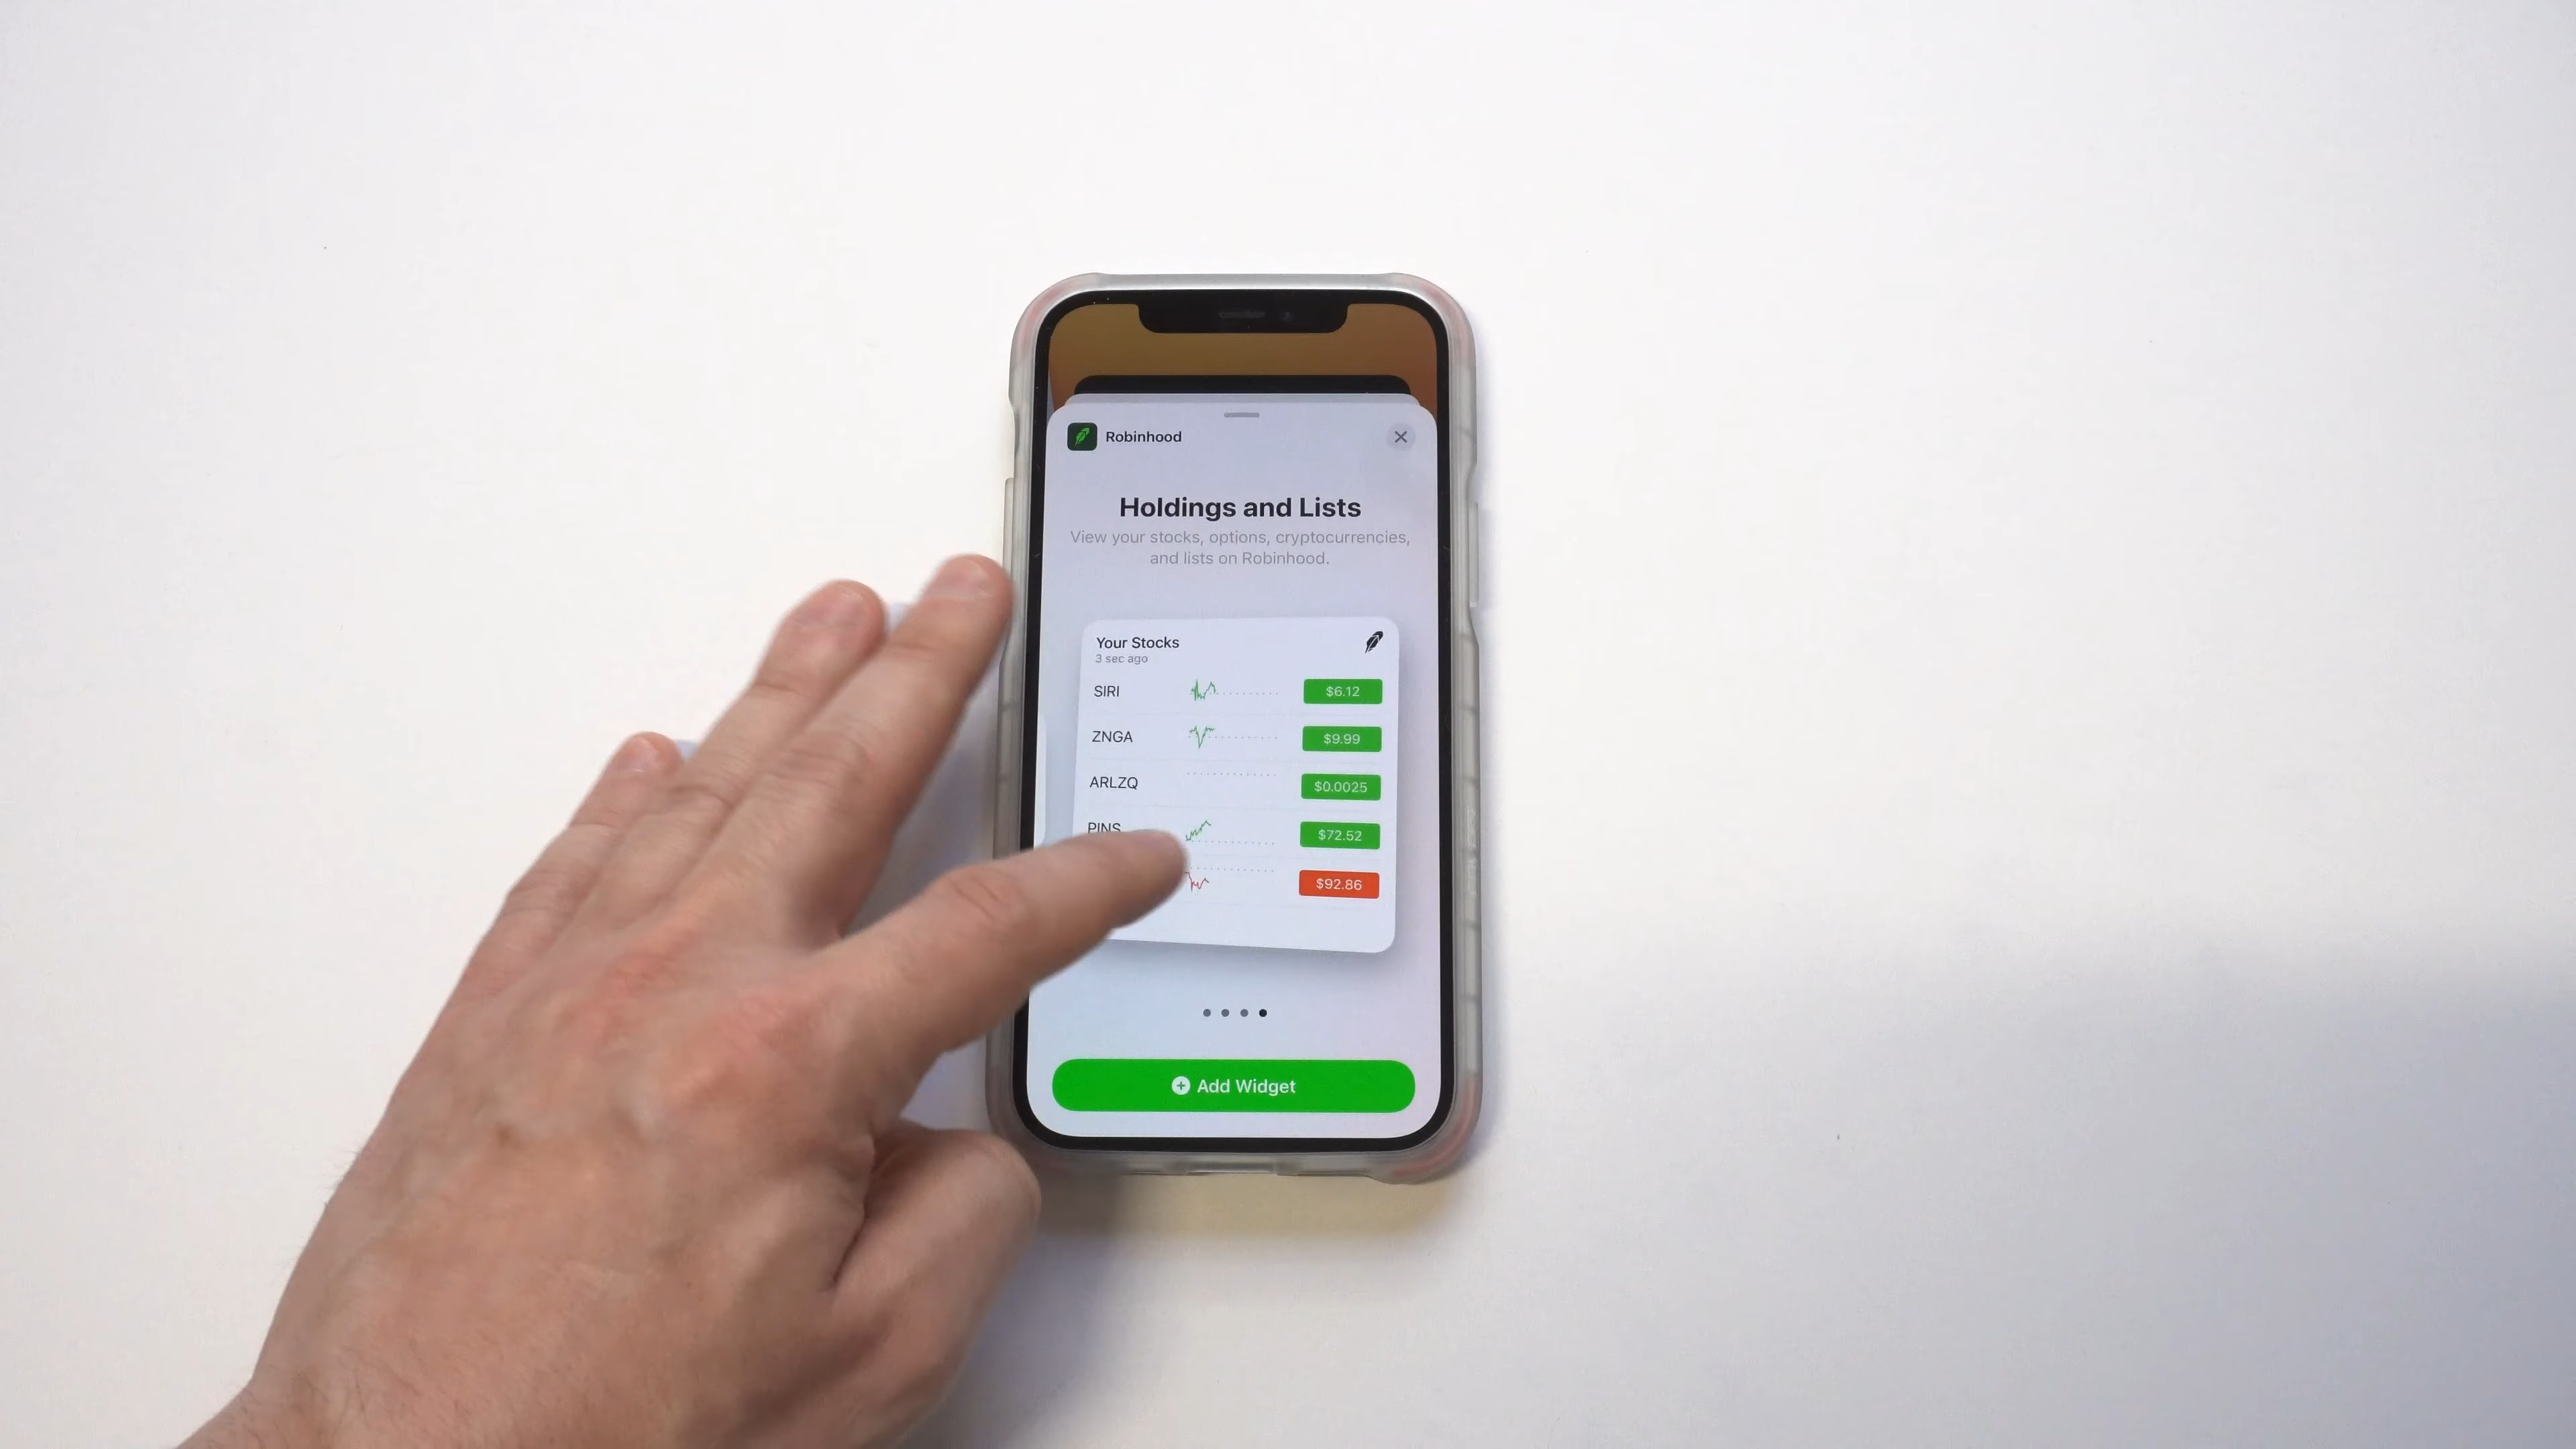 Robinhood
Holdings and Lists
View your stocks, options, cryptocurrencies,
and lists on Robinhood.
Your Stocks
3 sec ago
SIRI $6.12
ZNGA $9.99
ARLZQ $0.0025
PINS $72.52
$92.86
Add Widget